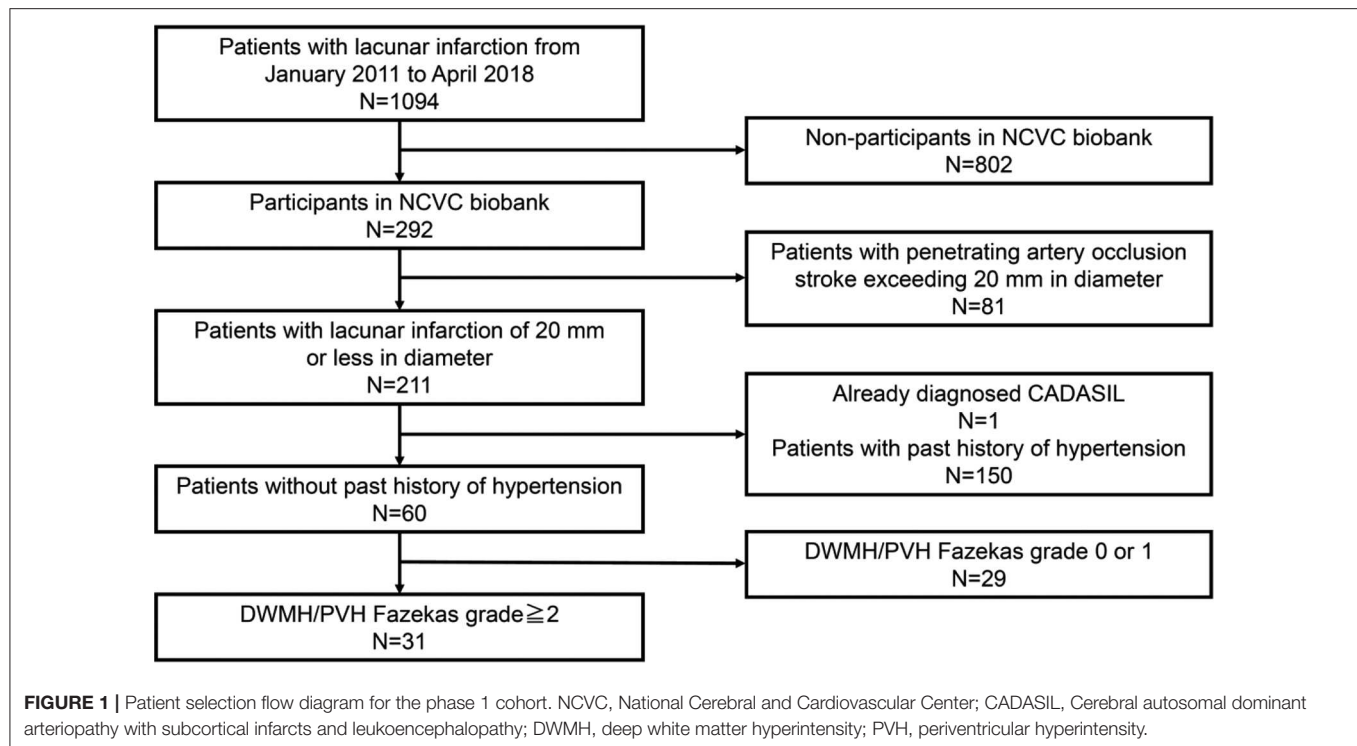 Patients with lacunar infarction from
January 2011 to April 2018
N=1094
Non-participants in NCVC biobank
N=802
Participants in NCVC biobank
N=292
Patients with penetrating artery occlusion
stroke exceeding 20 mm in diameter
N=81
Patients with lacunar infarction of 20 mm
or less in diameter
N=211
Already diagnosed CADASIL
N=1
Patients with past history of hypertension
N=150
Patients without past history of hypertension
N=60
DWMH/PVH Fazekas grade 0 or 1
N=29
DWMH/PVH Fazekas grade≧2
N=31
FIGURE 1 | Patient selection flow diagram for the phase 1 cohort. NCVC, National Cerebral and Cardiovascular Center; CADASIL, Cerebral autosomal dominant
arteriopathy with subcortical infarcts and leukoencephalopathy; DWMH, deep white matter hyperintensity; PVH, periventricular hyperintensity.